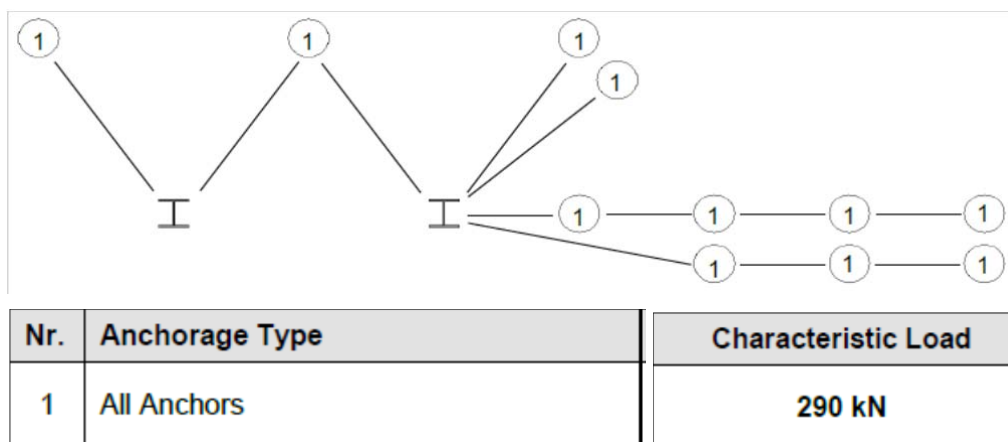 1 1 1
1
1 1 1 1
1 1 1
Nr. Anchorage Type Characteristic Load
1 All Anchors 290 kN